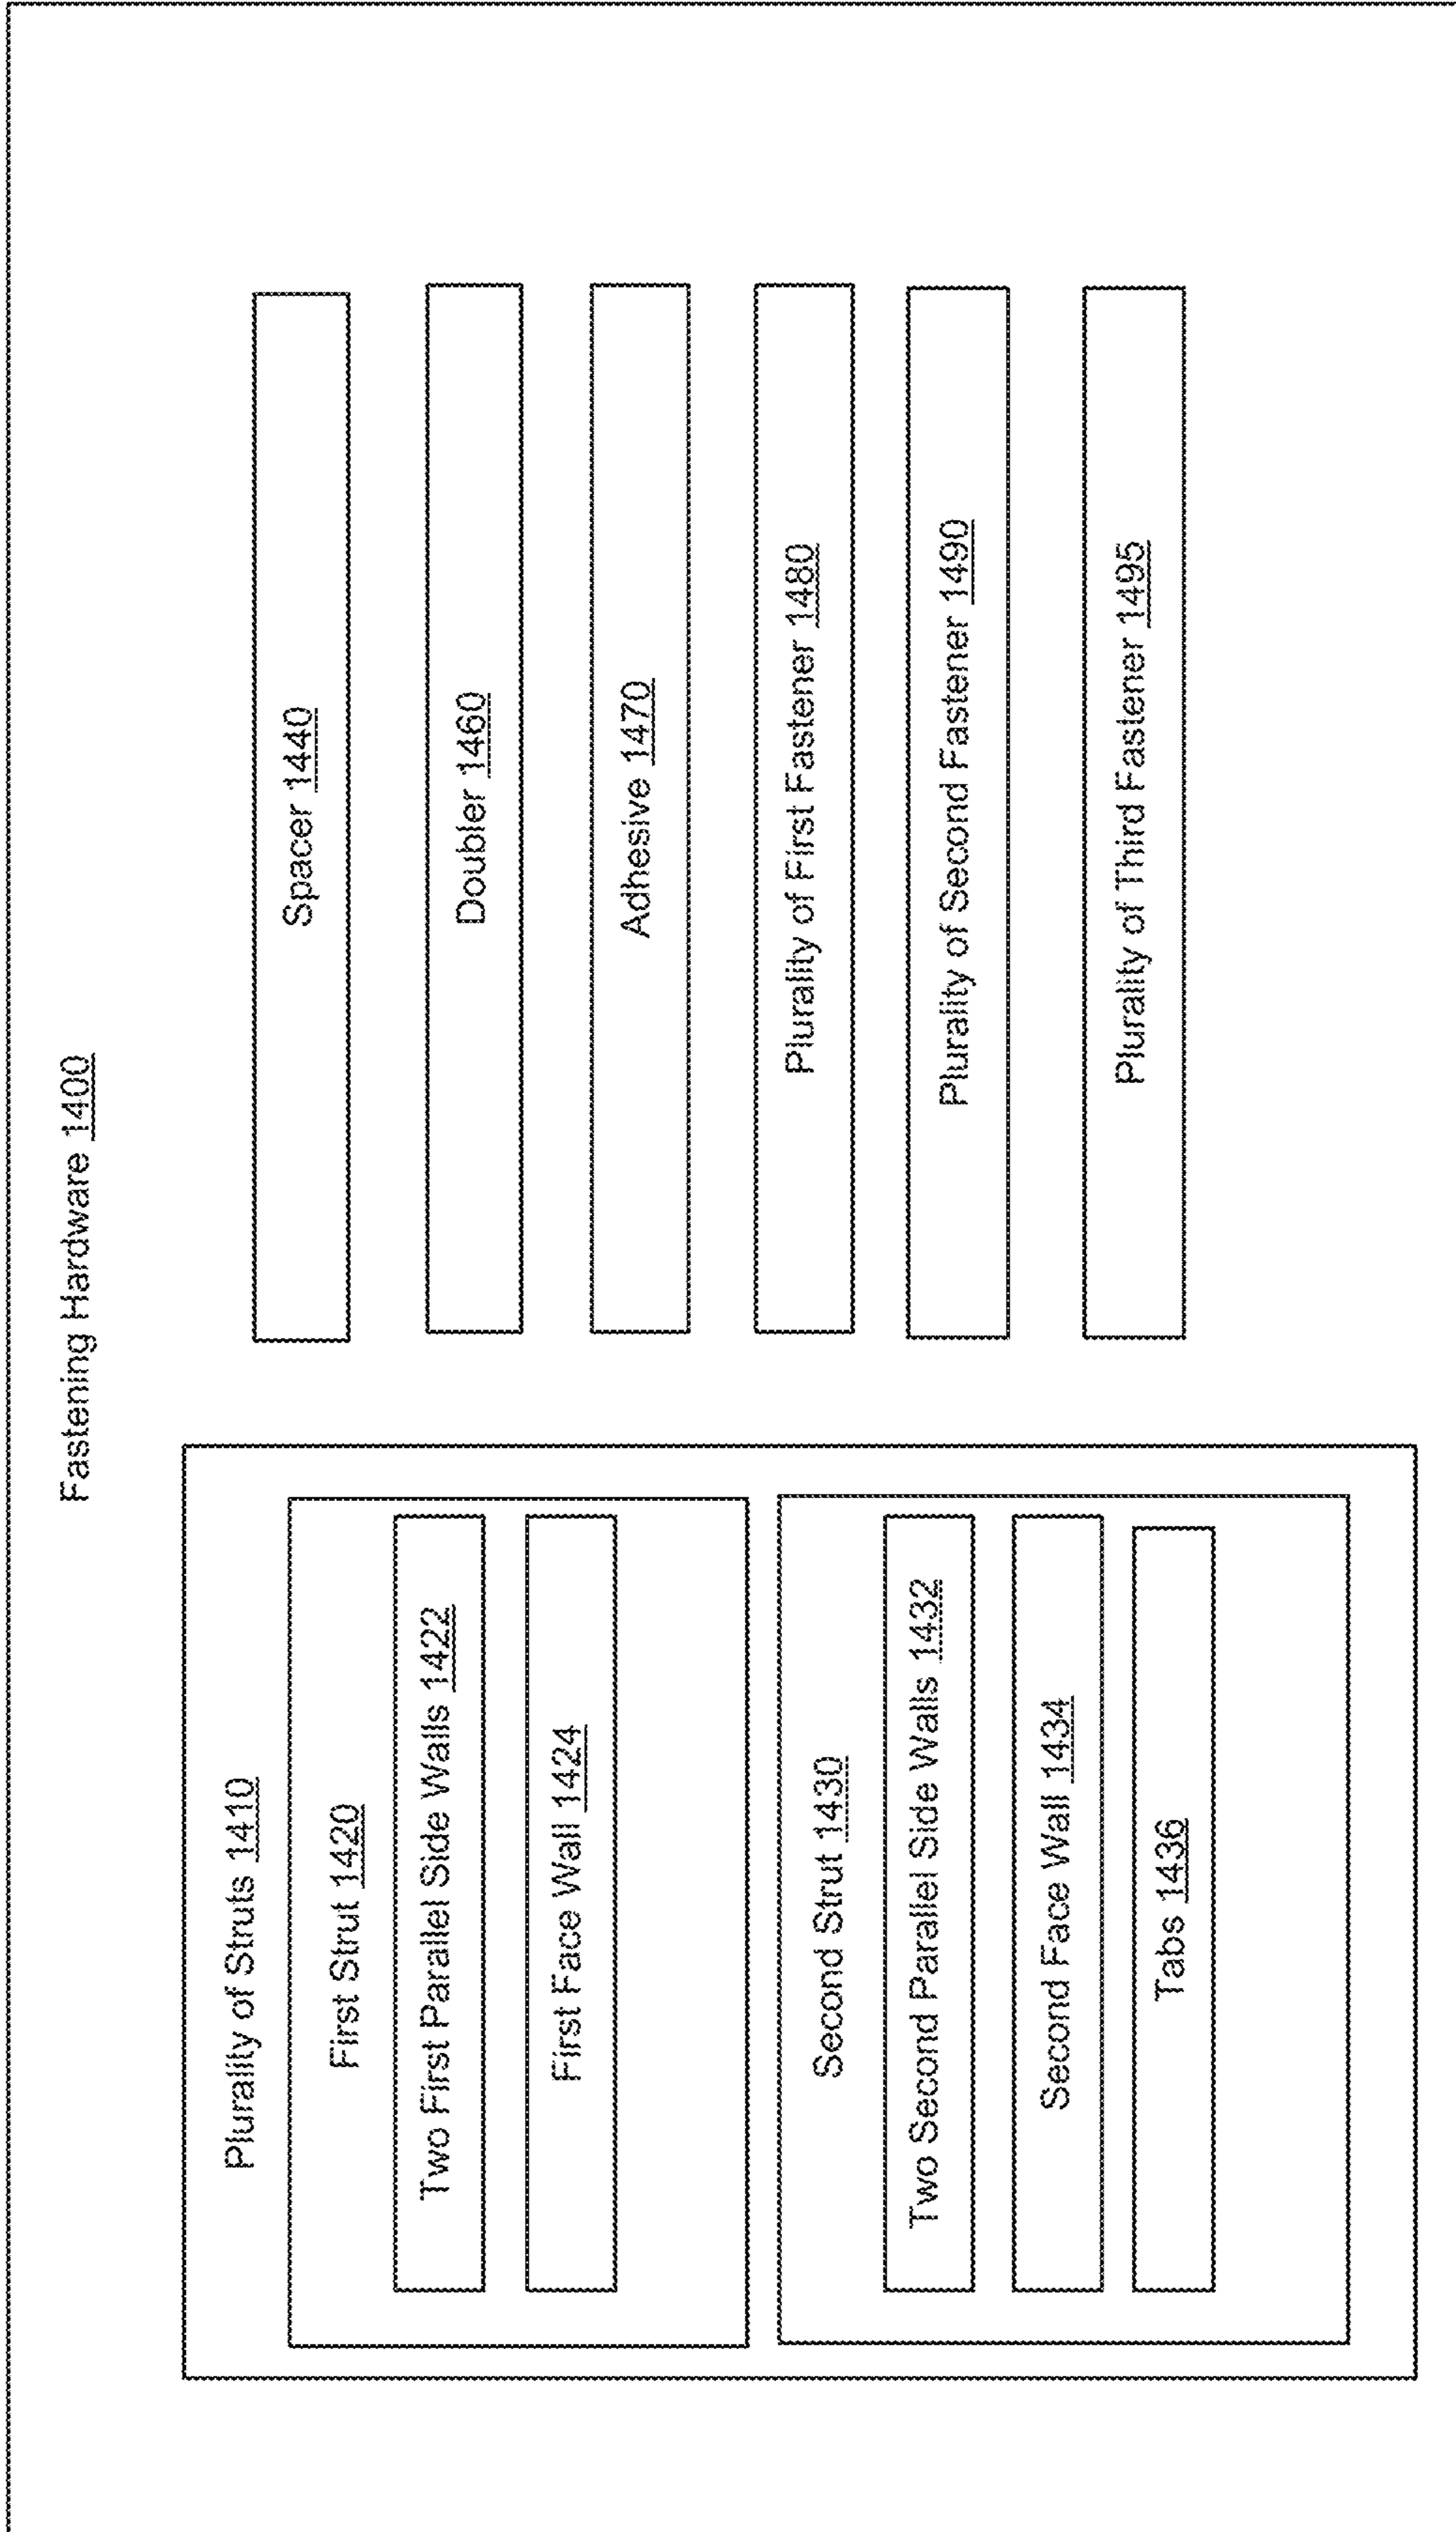 Fastening Hardware 1400
Plurality of Struts 1410
First Strut 1420
Two First Parallel Side Walls 1422
First Face Wall 1424
Second Strut 1430
Two Second Parallel Side Walls 1432
Second Face Wall 1434
Tabs 1436
Spacer 1440
Doubler 1460
Adhesive 1470
Plurality of First Fastener 1480
Plurality of Second Fastener 1490
Plurality of Third Fastener 1495